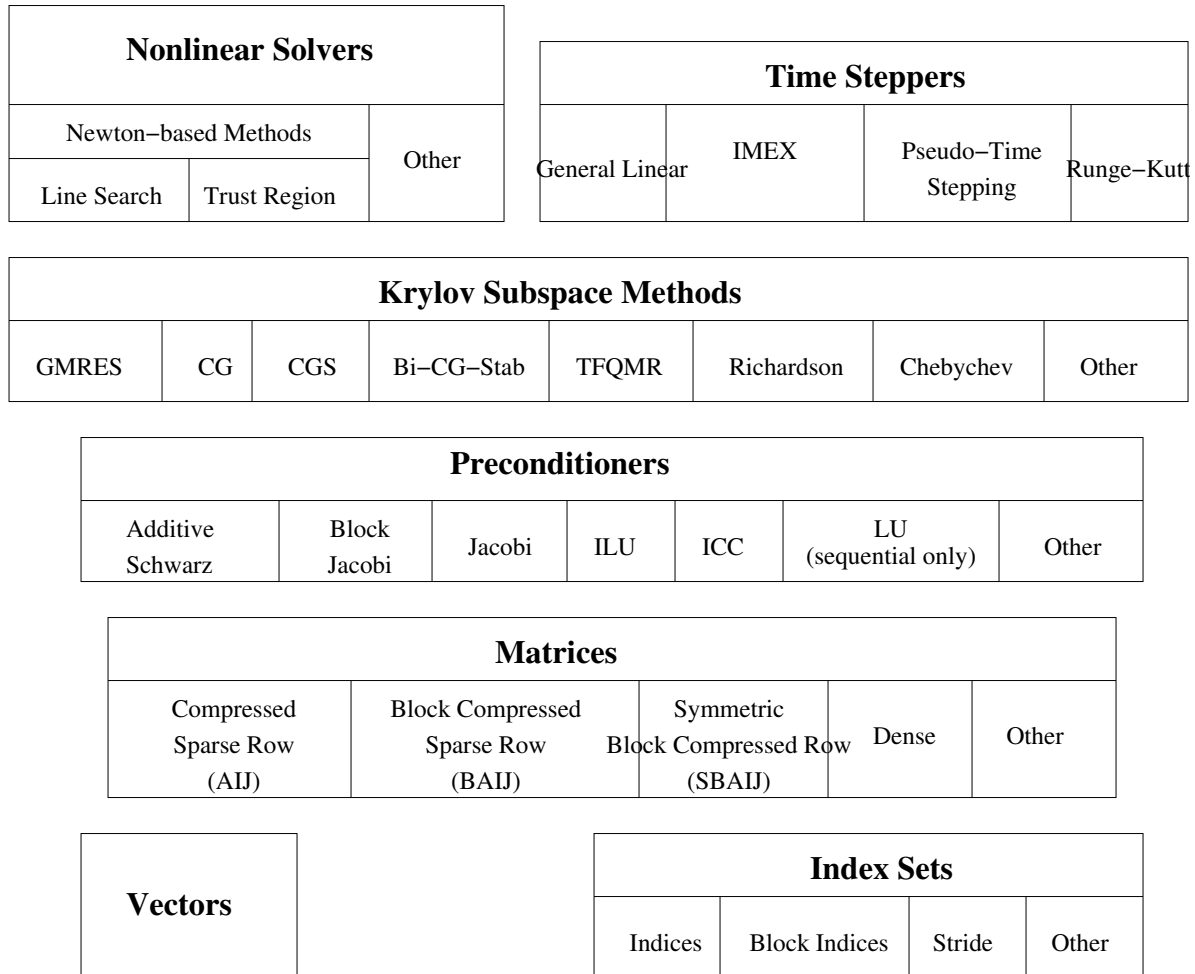 Nonlinear Solvers
Newton−based Methods
Other
Line Search
Trust Region
Time Steppers
General Linear
IMEX
Pseudo−Time
Stepping
Runge−Kutt
Krylov Subspace Methods
GMRES
CG
CGS
Bi−CG−Stab
TFQMR
Richardson
Chebychev
Other
Preconditioners
Additive
Schwarz
Block
Jacobi
Jacobi
ILU
ICC
LU
(sequential only)
Other
Matrices
Compressed
Sparse Row
(AIJ)
Block Compressed
Sparse Row
(BAIJ)
Symmetric
Block Compressed Row
(SBAIJ)
Dense
Other
Vectors
Index Sets
Indices
Block Indices
Stride
Other